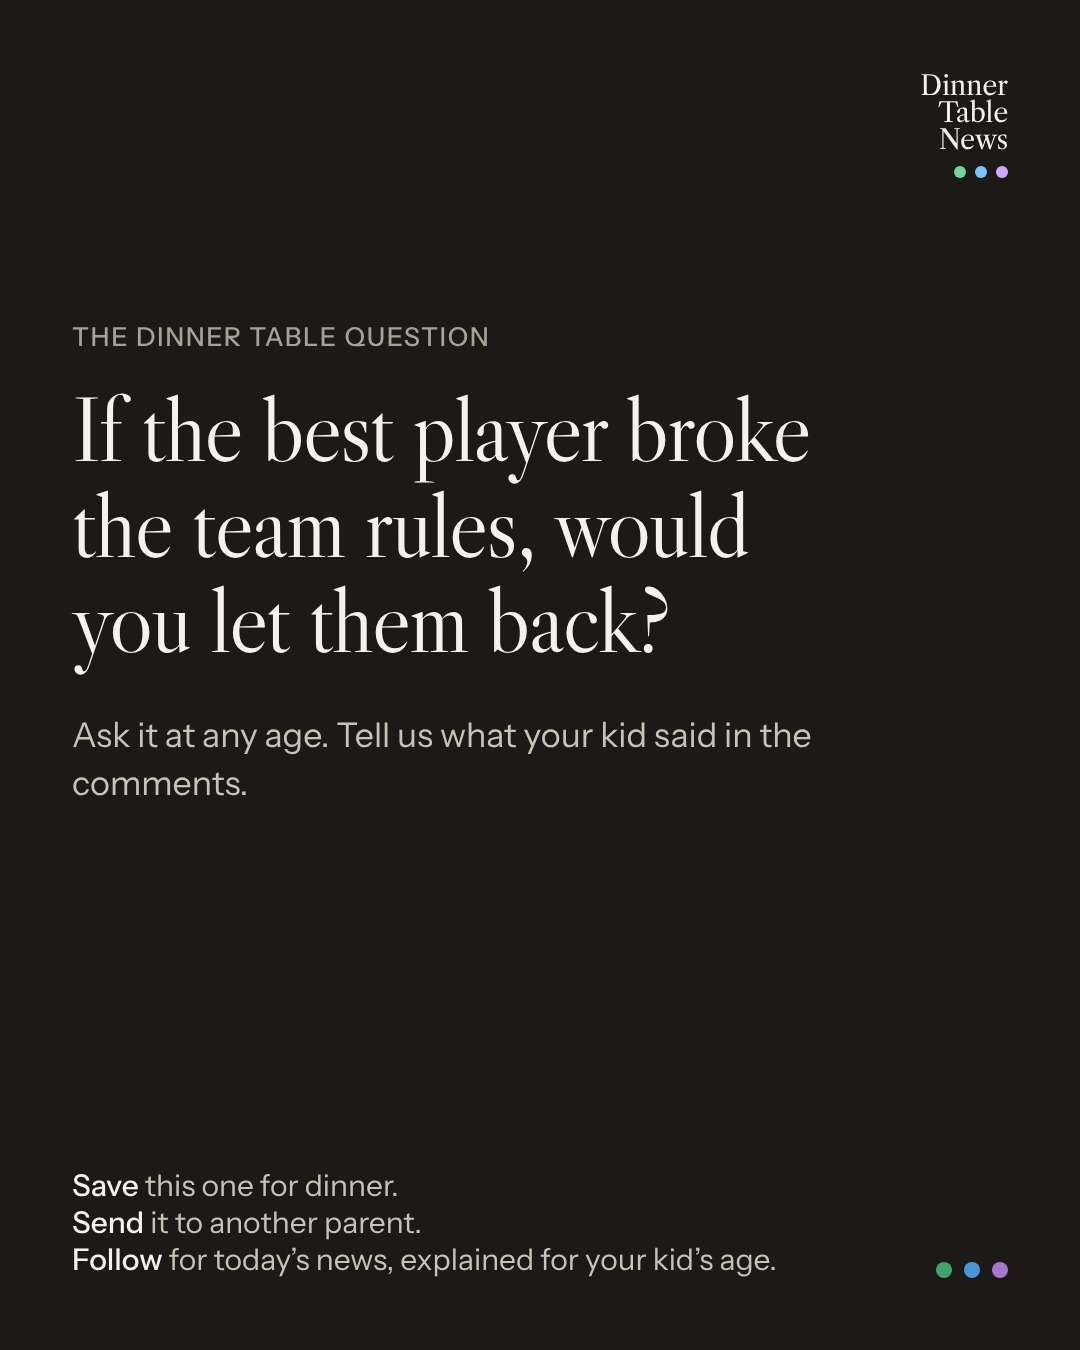 Dinner
Table
News
THE DINNER TABLE QUESTION
If the best player broke
the team rules, would
you let them back?
Ask it at any age. Tell us what your kid said in the
comments.
Save this one for dinner.
Send it to another parent.
Follow for today’s news, explained for your kid’s age.